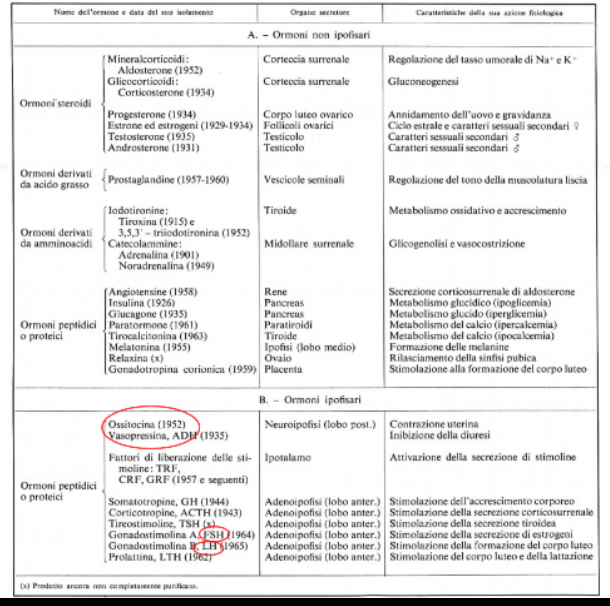 Nome dell'ormone e data del suo isolamento Organo secretore Caratteristiche della sua azione fisiologica
A. – Ormoni non ipofisari
Ormoni steroidi
Mineralcorticoidi: Corteccia surrenale Regolazione del tasso umorale di Na⁺ e K⁺
Aldosterone (1952)
Glicocorticoidi: Corteccia surrenale Gluconeogenesi
Corticosterone (1934)
Progesterone (1934) Corpo luteo ovarico Annidamento dell'uovo e gravidanza
Estrone ed estrogeni (1929-1934) Follicoli ovarici Ciclo estrale e caratteri sessuali secondari ♀
Testosterone (1935) Testicolo Caratteri sessuali secondari ♂
Androsterone (1931) Testicolo Caratteri sessuali secondari ♂
Ormoni derivati
da acido grasso
Prostaglandine (1957-1960) Vescicole seminali Regolazione del tono della muscolatura liscia
Ormoni derivati
da amminoacidi
Iodotironine: Tiroide Metabolismo ossidativo e accrescimento
Tiroxina (1915) e
3,5,3' – triiodotironina (1952)
Catecolammine: Midollare surrenale Glicogenolisi e vasocostrizione
Adrenalina (1901)
Noradrenalina (1949)
Ormoni peptidici
o proteici
Angiotensine (1958) Rene Secrezione corticosurrenale di aldosterone
Insulina (1926) Pancreas Metabolismo glucidico (ipoglicemia)
Glucagone (1935) Pancreas Metabolismo glucidico (iperglicemia)
Paratormone (1961) Paratiroidi Metabolismo del calcio (ipercalcemia)
Tirocalcitonina (1963) Tiroide Metabolismo del calcio (ipocalcemia)
Melatonina (1955) Ipofisi (lobo medio) Formazione delle melanine
Relaxina (x) Ovaio Rilasciamento della sinfisi pubica
Gonadotropina corionica (1959) Placenta Stimolazione alla formazione del corpo luteo
B. – Ormoni ipofisari
Ormoni peptidici
o proteici
Ossitocina (1952) Neuroipofisi (lobo post.) Contrazione uterina
Vasopressina, ADH (1935) Inibizione della diuresi
Fattori di liberazione delle sti- Ipotalamo Attivazione della secrezione di stimoline
moline: TRF,
CRF, GRF (1957 e seguenti)
Somatotropine, GH (1944) Adenoipofisi (lobo anter.) Stimolazione dell'accrescimento corporeo
Corticotropine, ACTH (1943) Adenoipofisi (lobo anter.) Stimolazione della secrezione corticosurrenale
Tireostimoline, TSH (x) Adenoipofisi (lobo anter.) Stimolazione della secrezione tiroidea
Gonadostimolina A, FSH (1964) Adenoipofisi (lobo anter.) Stimolazione della secrezione di estrogeni
Gonadostimolina B, LH (1965) Adenoipofisi (lobo anter.) Stimolazione della formazione del corpo luteo
Prolattina, LTH (1962) Adenoipofisi (lobo anter.) Stimolazione del corpo luteo e della lattazione
(x) Prodotto ancora non completamente purificato.